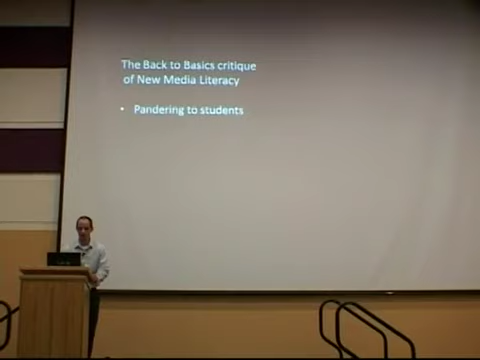 The Back to Basics critique
of New Media Literacy
• Pandering to students